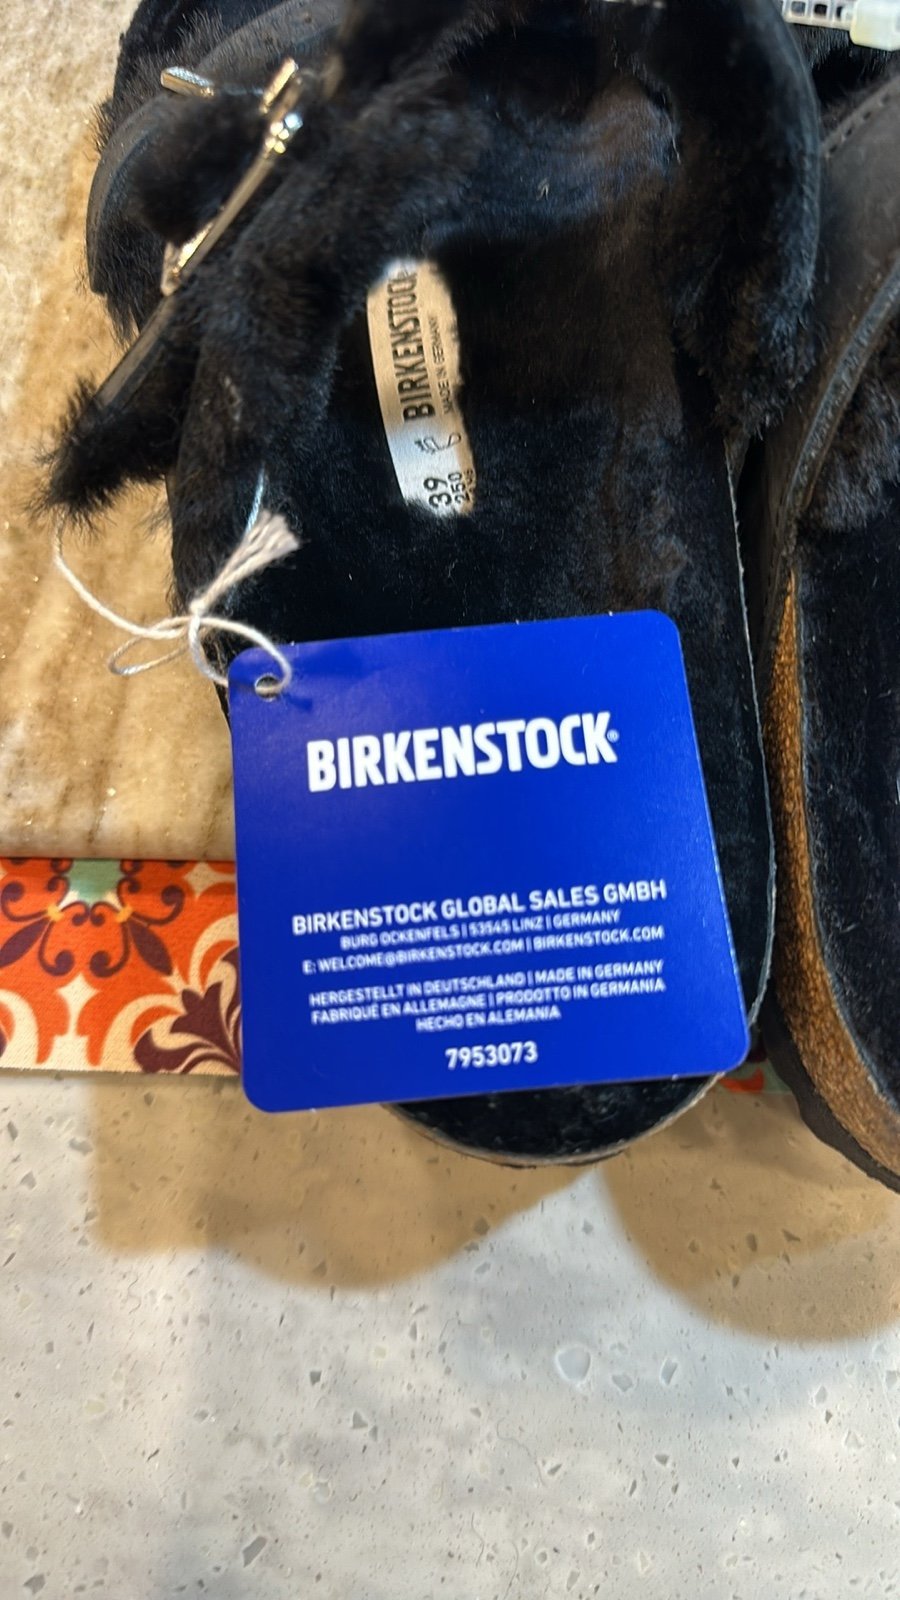 BIRKENSTOCK
MADE IN GERMANY
39
250
BIRKENSTOCK®
BIRKENSTOCK GLOBAL SALES GMBH
BURG OCKENFELS | 53545 LINZ | GERMANY
E: WELCOME@BIRKENSTOCK.COM | BIRKENSTOCK.COM
HERGESTELLT IN DEUTSCHLAND | MADE IN GERMANY
FABRIQUÉ EN ALLEMAGNE | PRODOTTO IN GERMANIA
HECHO EN ALEMANIA
7953073